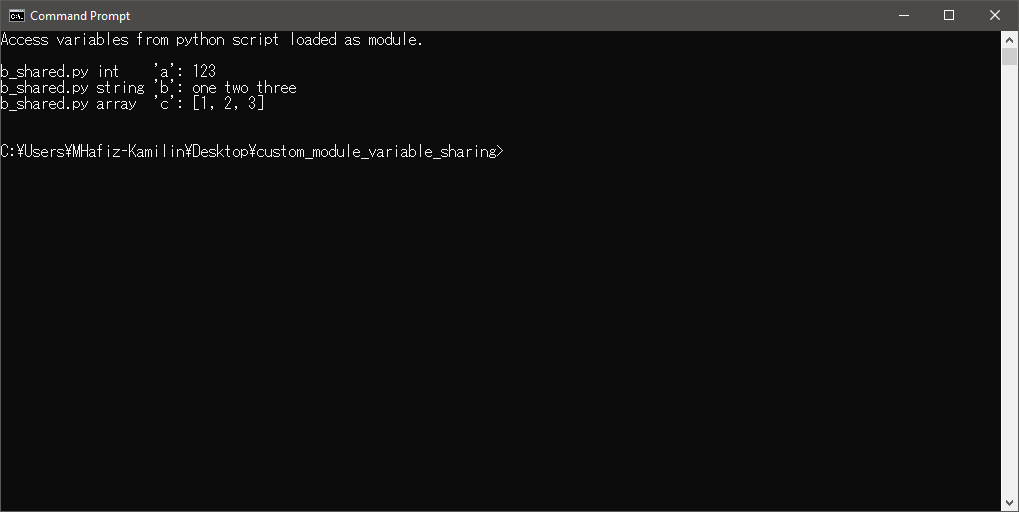 Command Prompt
Access variables from python script loaded as module.
b_shared.py int    'a': 123
b_shared.py string 'b': one two three
b_shared.py array  'c': [1, 2, 3]
C:¥Users¥MHafiz-Kamilin¥Desktop¥custom_module_variable_sharing>